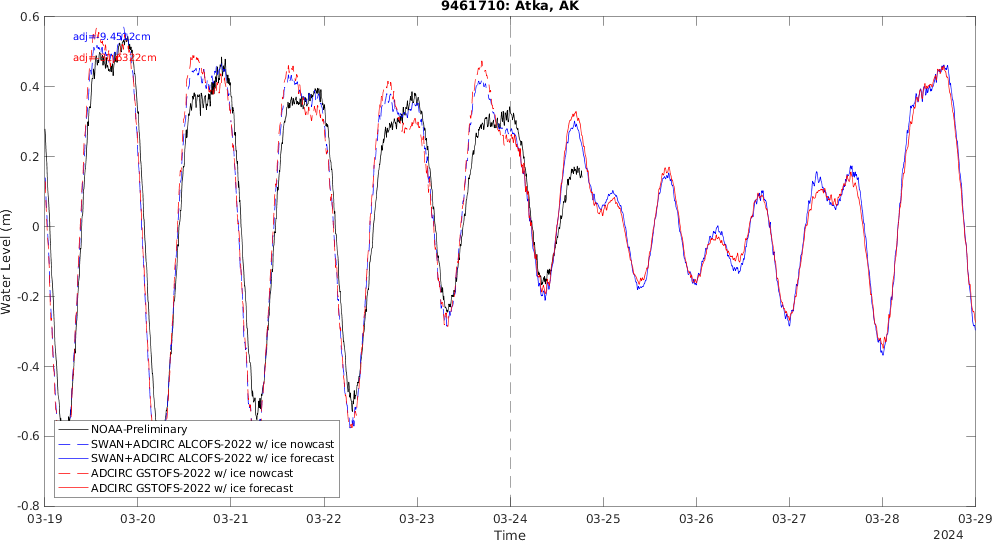 9461710: Atka, AK
0.6
0.4
0.2
0
-0.2
-0.4
-0.6
-0.8
Water Level (m)
NOAA-Preliminary
SWAN+ADCIRC ALCOFS-2022 w/ ice nowcast
SWAN+ADCIRC ALCOFS-2022 w/ ice forecast
ADCIRC GSTOFS-2022 w/ ice nowcast
ADCIRC GSTOFS-2022 w/ ice forecast
03-19 03-20 03-21 03-22 03-23 03-24 03-25 03-26 03-27 03-28 03-29
Time
2024